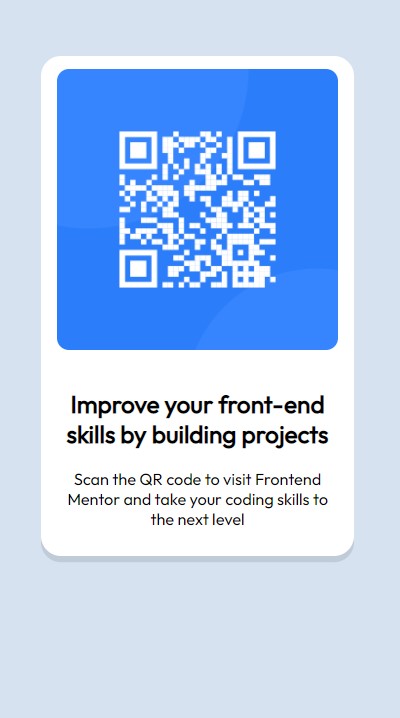 Improve your front-end
skills by building projects
Scan the QR code to visit Frontend
Mentor and take your coding skills to
the next level